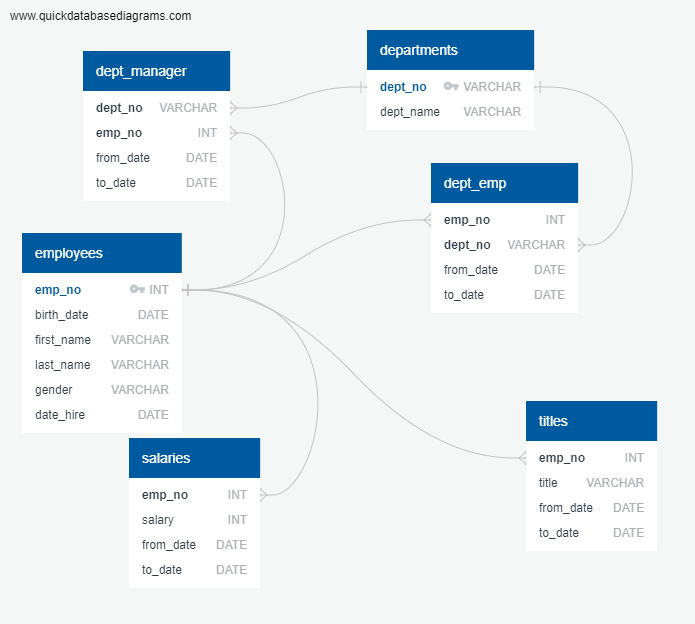 www.quickdatabasediagrams.com
departments
dept_no VARCHAR
dept_name VARCHAR
dept_manager
dept_no VARCHAR
emp_no INT
from_date DATE
to_date DATE
dept_emp
emp_no INT
dept_no VARCHAR
from_date DATE
to_date DATE
employees
emp_no INT
birth_date DATE
first_name VARCHAR
last_name VARCHAR
gender VARCHAR
date_hire DATE
titles
emp_no INT
title VARCHAR
from_date DATE
to_date DATE
salaries
emp_no INT
salary INT
from_date DATE
to_date DATE